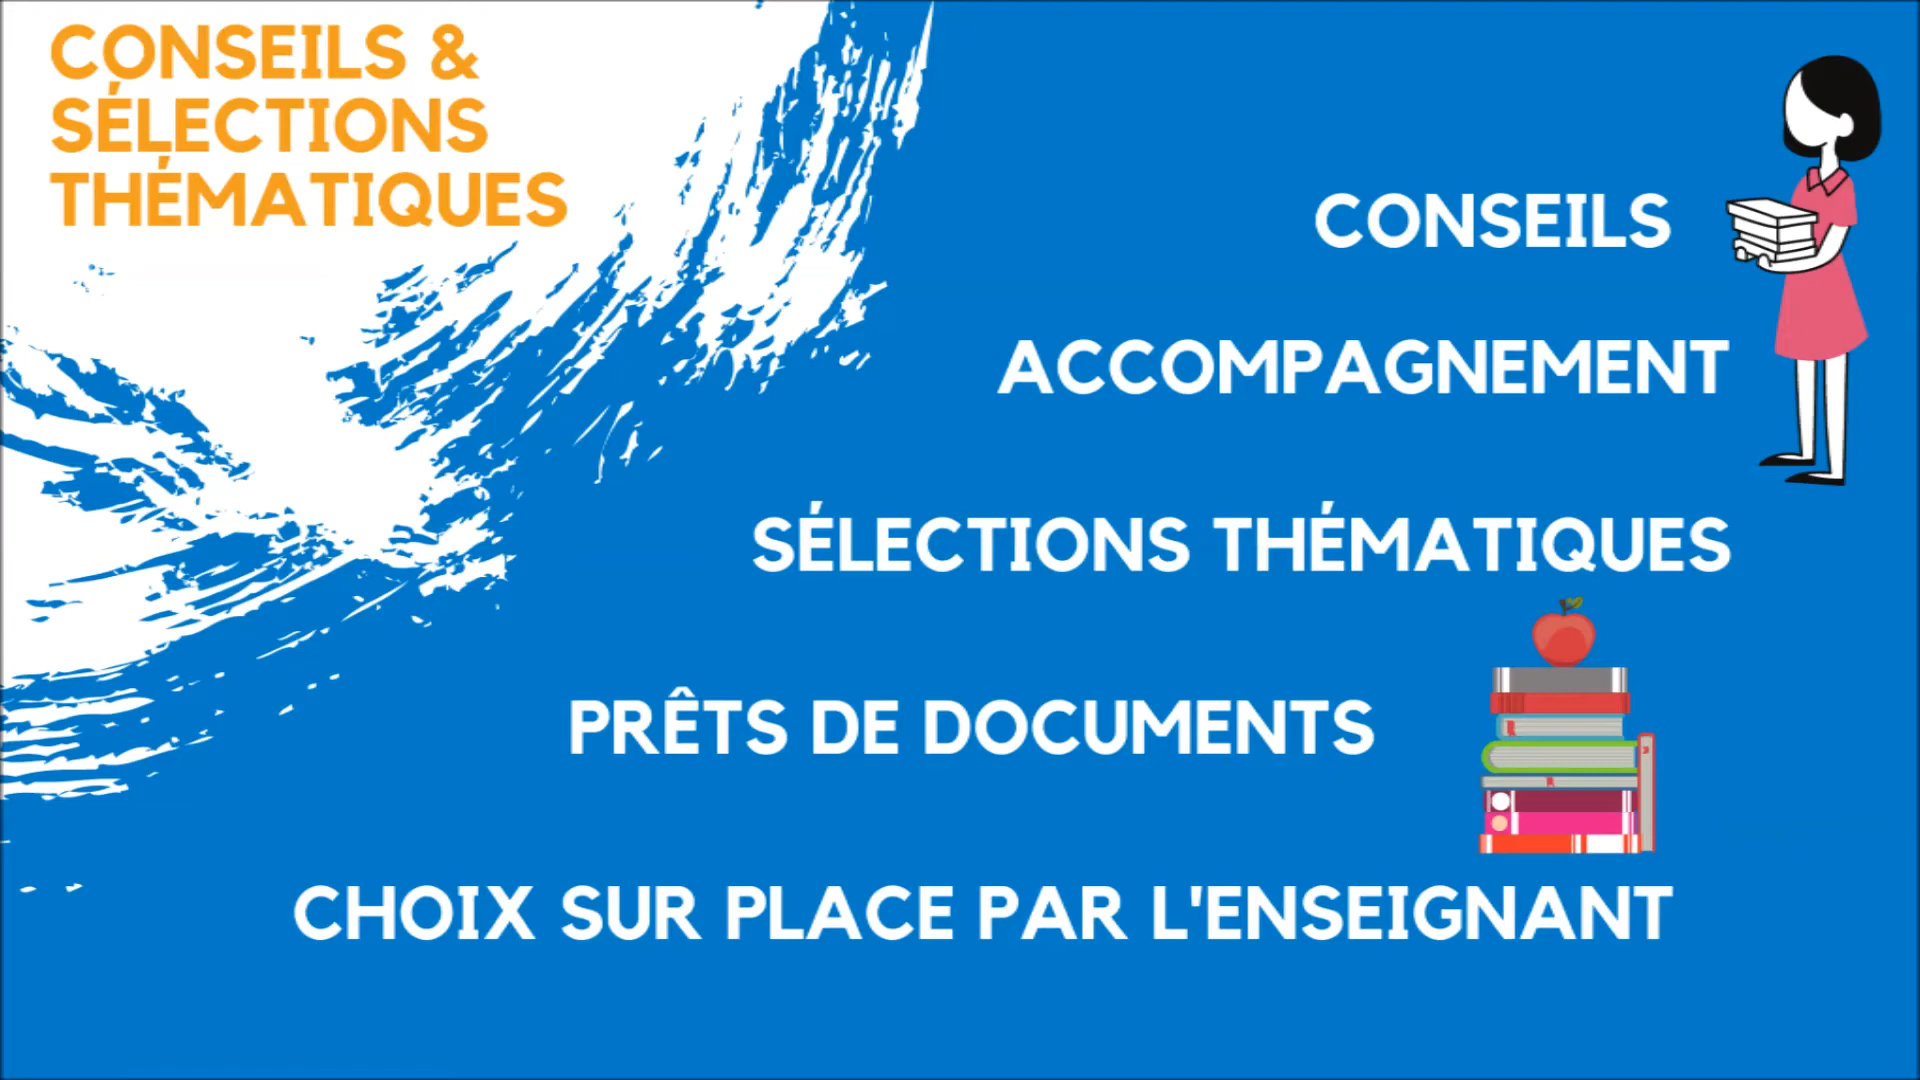 CONSEILS &
SÉLECTIONS
THÉMATIQUES
CONSEILS
ACCOMPAGNEMENT
SÉLECTIONS THÉMATIQUES
PRÊTS DE DOCUMENTS
CHOIX SUR PLACE PAR L'ENSEIGNANT